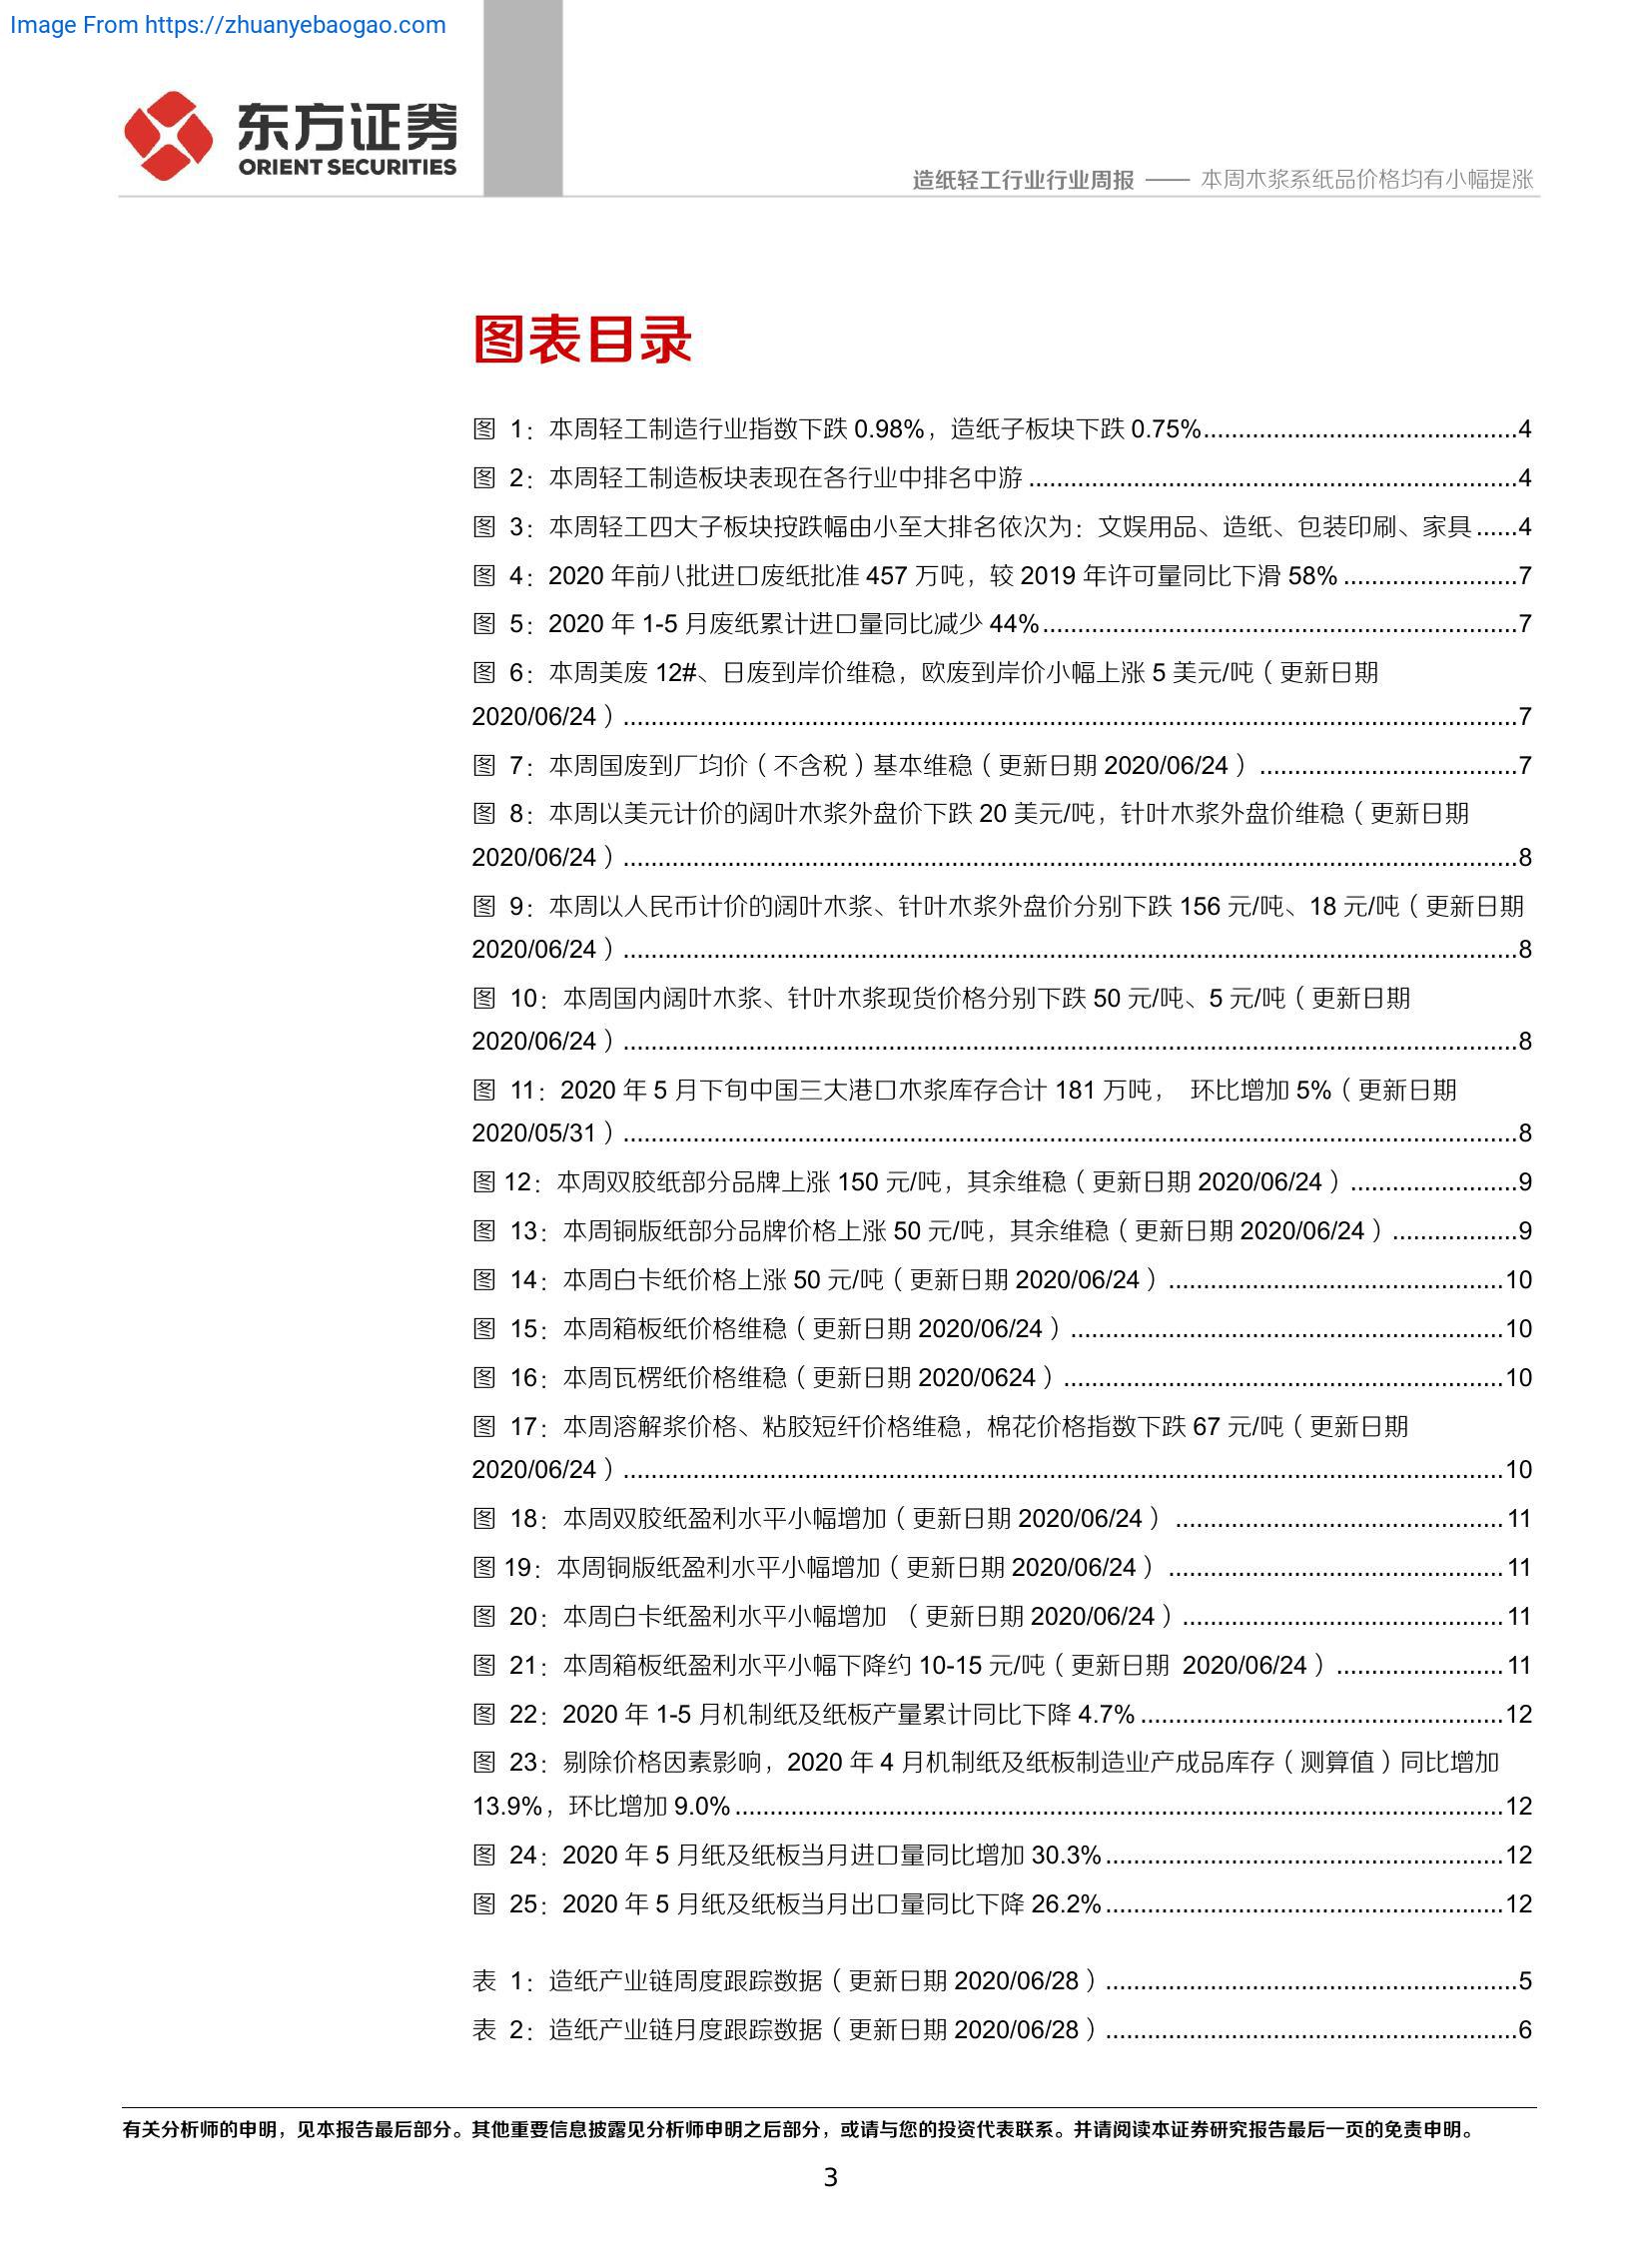 Image From https://zhuanyebaogao.com
东方证券
ORIENT SECURITIES
造纸轻工行业行业周报 —— 本周木浆系纸品价格均有小幅提涨
图表目录
图 1：本周轻工制造行业指数下跌 0.98%，造纸子板块下跌 0.75%.............................................4
图 2：本周轻工制造板块表现在各行业中排名中游 ......................................................................4
图 3：本周轻工四大子板块按跌幅由小至大排名依次为：文娱用品、造纸、包装印刷、家具 ......4
图 4：2020 年前八批进口废纸批准 457 万吨，较 2019 年许可量同比下滑 58% ...........................7
图 5：2020 年 1-5 月废纸累计进口量同比减少 44%....................................................................7
图 6：本周美废 12#、日废到岸价维稳，欧废到岸价小幅上涨 5 美元/吨（更新日期
2020/06/24）................................................................................................................................7
图 7：本周国废到厂均价（不含税）基本维稳（更新日期 2020/06/24） .....................................7
图 8：本周以美元计价的阔叶木浆外盘价下跌 20 美元/吨，针叶木浆外盘价维稳（更新日期
2020/06/24）................................................................................................................................8
图 9：本周以人民币计价的阔叶木浆、针叶木浆外盘价分别下跌 156 元/吨、18 元/吨（更新日期
2020/06/24）................................................................................................................................8
图 10：本周国内阔叶木浆、针叶木浆现货价格分别下跌 50 元/吨、5 元/吨（更新日期
2020/06/24）................................................................................................................................8
图 11：2020 年 5 月下旬中国三大港口木浆库存合计 181 万吨， 环比增加 5%（更新日期
2020/05/31）................................................................................................................................8
图 12：本周双胶纸部分品牌上涨 150 元/吨，其余维稳（更新日期 2020/06/24）........................9
图 13：本周铜版纸部分品牌价格上涨 50 元/吨，其余维稳（更新日期 2020/06/24）..................9
图 14：本周白卡纸价格上涨 50 元/吨（更新日期 2020/06/24）................................................10
图 15：本周箱板纸价格维稳（更新日期 2020/06/24）..............................................................10
图 16：本周瓦楞纸价格维稳（更新日期 2020/0624）...............................................................10
图 17：本周溶解浆价格、粘胶短纤价格维稳，棉花价格指数下跌 67 元/吨（更新日期
2020/06/24）..............................................................................................................................10
图 18：本周双胶纸盈利水平小幅增加（更新日期 2020/06/24） ...............................................11
图 19：本周铜版纸盈利水平小幅增加（更新日期 2020/06/24） ................................................11
图 20：本周白卡纸盈利水平小幅增加 （更新日期 2020/06/24）..............................................11
图 21：本周箱板纸盈利水平小幅下降约 10-15 元/吨（更新日期 2020/06/24）........................11
图 22：2020 年 1-5 月机制纸及纸板产量累计同比下降 4.7% ....................................................12
图 23：剔除价格因素影响，2020 年 4 月机制纸及纸板制造业产成品库存（测算值）同比增加
13.9%，环比增加 9.0%..............................................................................................................12
图 24：2020 年 5 月纸及纸板当月进口量同比增加 30.3%.........................................................12
图 25：2020 年 5 月纸及纸板当月出口量同比下降 26.2%.........................................................12
表 1：造纸产业链周度跟踪数据（更新日期 2020/06/28）...........................................................5
表 2：造纸产业链月度跟踪数据（更新日期 2020/06/28）...........................................................6
有关分析师的申明，见本报告最后部分。其他重要信息披露见分析师申明之后部分，或请与您的投资代表联系。并请阅读本证券研究报告最后一页的免责申明。
3